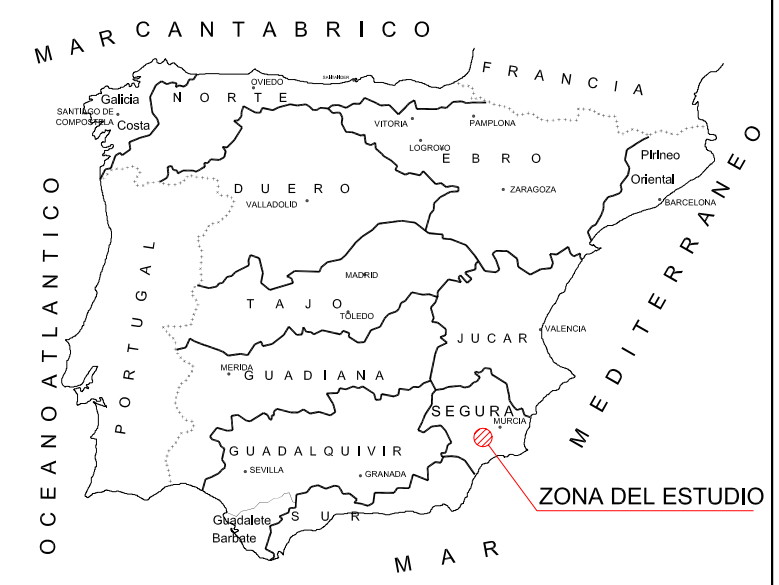 MAR CANTABRICO
FRANCIA
OVIEDO
SANTANDER
NORTE
Galicia
Costa
SANTIAGO DE
COMPOSTELA
VITORIA
PAMPLONA
LOGROYO
EBRO
ZARAGOZA
PIrIneo
Oriental
BARCELONA
DUERO
VALLADOLID
MADRID
TAJO
TOLEDO
OCEANO ATLANTICO
PORTUGAL
JUCAR
VALENCIA
MERIDA
GUADIANA
SEGURA
MURCIA
GUADALQUIVIR
SEVILLA
GRANADA
ZONA DEL ESTUDIO
Guadalete
Barbate
SUR
MAR
MEDITERRANEO